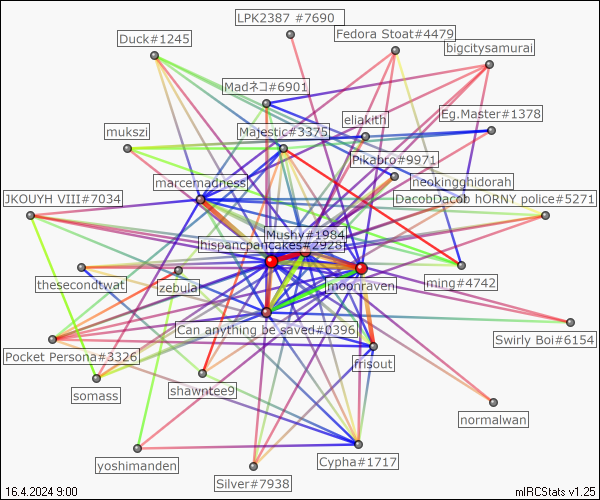 LPK2387 #7690
Duck#1245
Fedora Stoat#4479
bigcitysamurai
Madネコ#6901
Eg.Master#1378
eliakith
mukszi
Majestic#3375
Pikabro#9971
marcemadness
neokingghidorah
JKOUYH VIII#7034
DacobDacob hORNY police#5271
Mushy#1984
hispancpancakes#2928
thesecondtwat
zebula
moonraven
ming#4742
Can anything be saved#0396
Swirly Boi#6154
Pocket Persona#3326
frisout
somass
shawntee9
normalwan
yoshimanden
Cypha#1717
Silver#7938
16.4.2024 9:00
mIRCStats v1.25